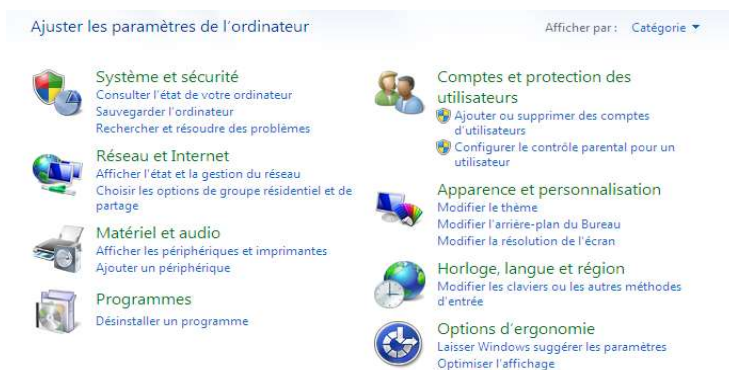 Ajuster les paramètres de l'ordinateur
Afficher par : Catégorie
Système et sécurité
Consulter l'état de votre ordinateur
Sauvegarder l'ordinateur
Rechercher et résoudre des problèmes
Réseau et Internet
Afficher l'état et la gestion du réseau
Choisir les options de groupe résidentiel et de
partage
Matériel et audio
Afficher les périphériques et imprimantes
Ajouter un périphérique
Programmes
Désinstaller un programme
Comptes et protection des
utilisateurs
Ajouter ou supprimer des comptes
d'utilisateurs
Configurer le contrôle parental pour un
utilisateur
Apparence et personnalisation
Modifier le thème
Modifier l'arrière-plan du Bureau
Modifier la résolution de l'écran
Horloge, langue et région
Modifier les claviers ou les autres méthodes
d'entrée
Options d'ergonomie
Laisser Windows suggérer les paramètres
Optimiser l'affichage